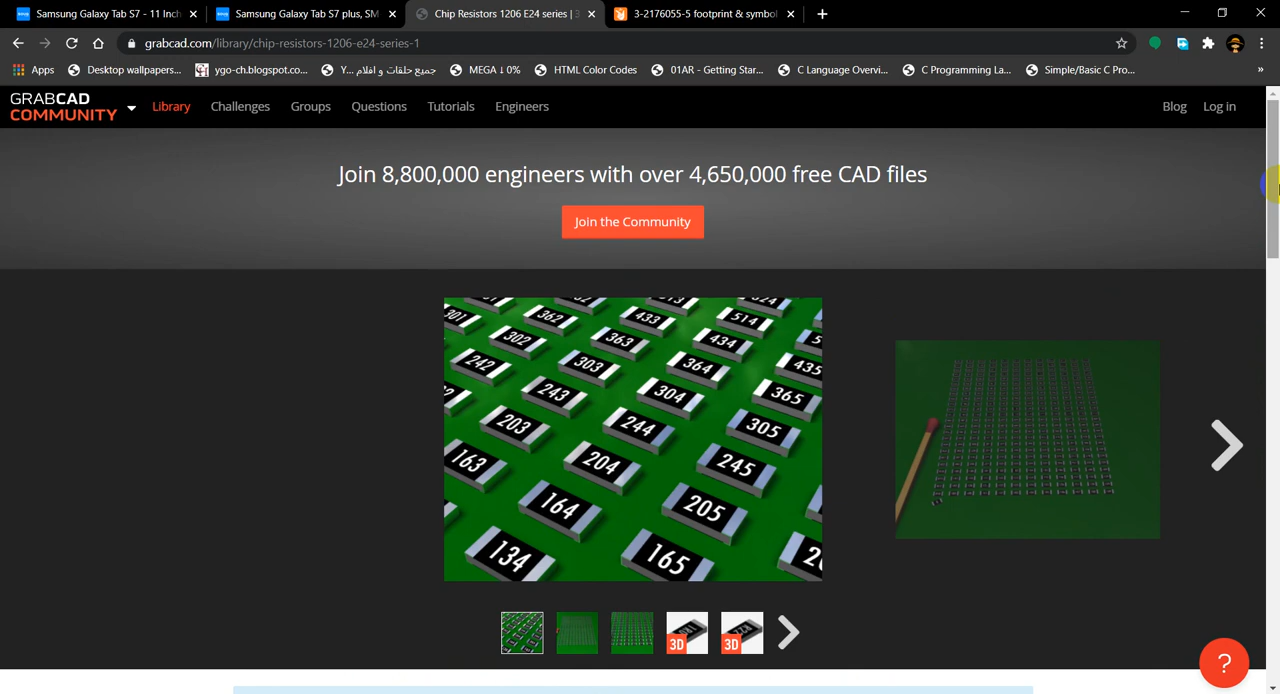 Samsung Galaxy Tab S7 - 11 Inch
Samsung Galaxy Tab S7 plus, SM
Chip Resistors 1206 E24 series | 3
3-2176055-5 footprint & symbol
grabcad.com/library/chip-resistors-1206-e24-series-1
Apps
Desktop wallpapers...
ygo-ch.blogspot.co...
جميع حلقات و افلام Y...
MEGA ↓ 0%
HTML Color Codes
01AR - Getting Star...
C Language Overvi...
C Programming La...
Simple/Basic C Pro...
»
GRABCAD
COMMUNITY
Library
Challenges
Groups
Questions
Tutorials
Engineers
Blog
Log in
Join 8,800,000 engineers with over 4,650,000 free CAD files
Join the Community
301
362
433
514
302
363
434
242
303
364
435
243
304
365
203
244
305
163
204
245
164
205
134
165
3D
3D
?